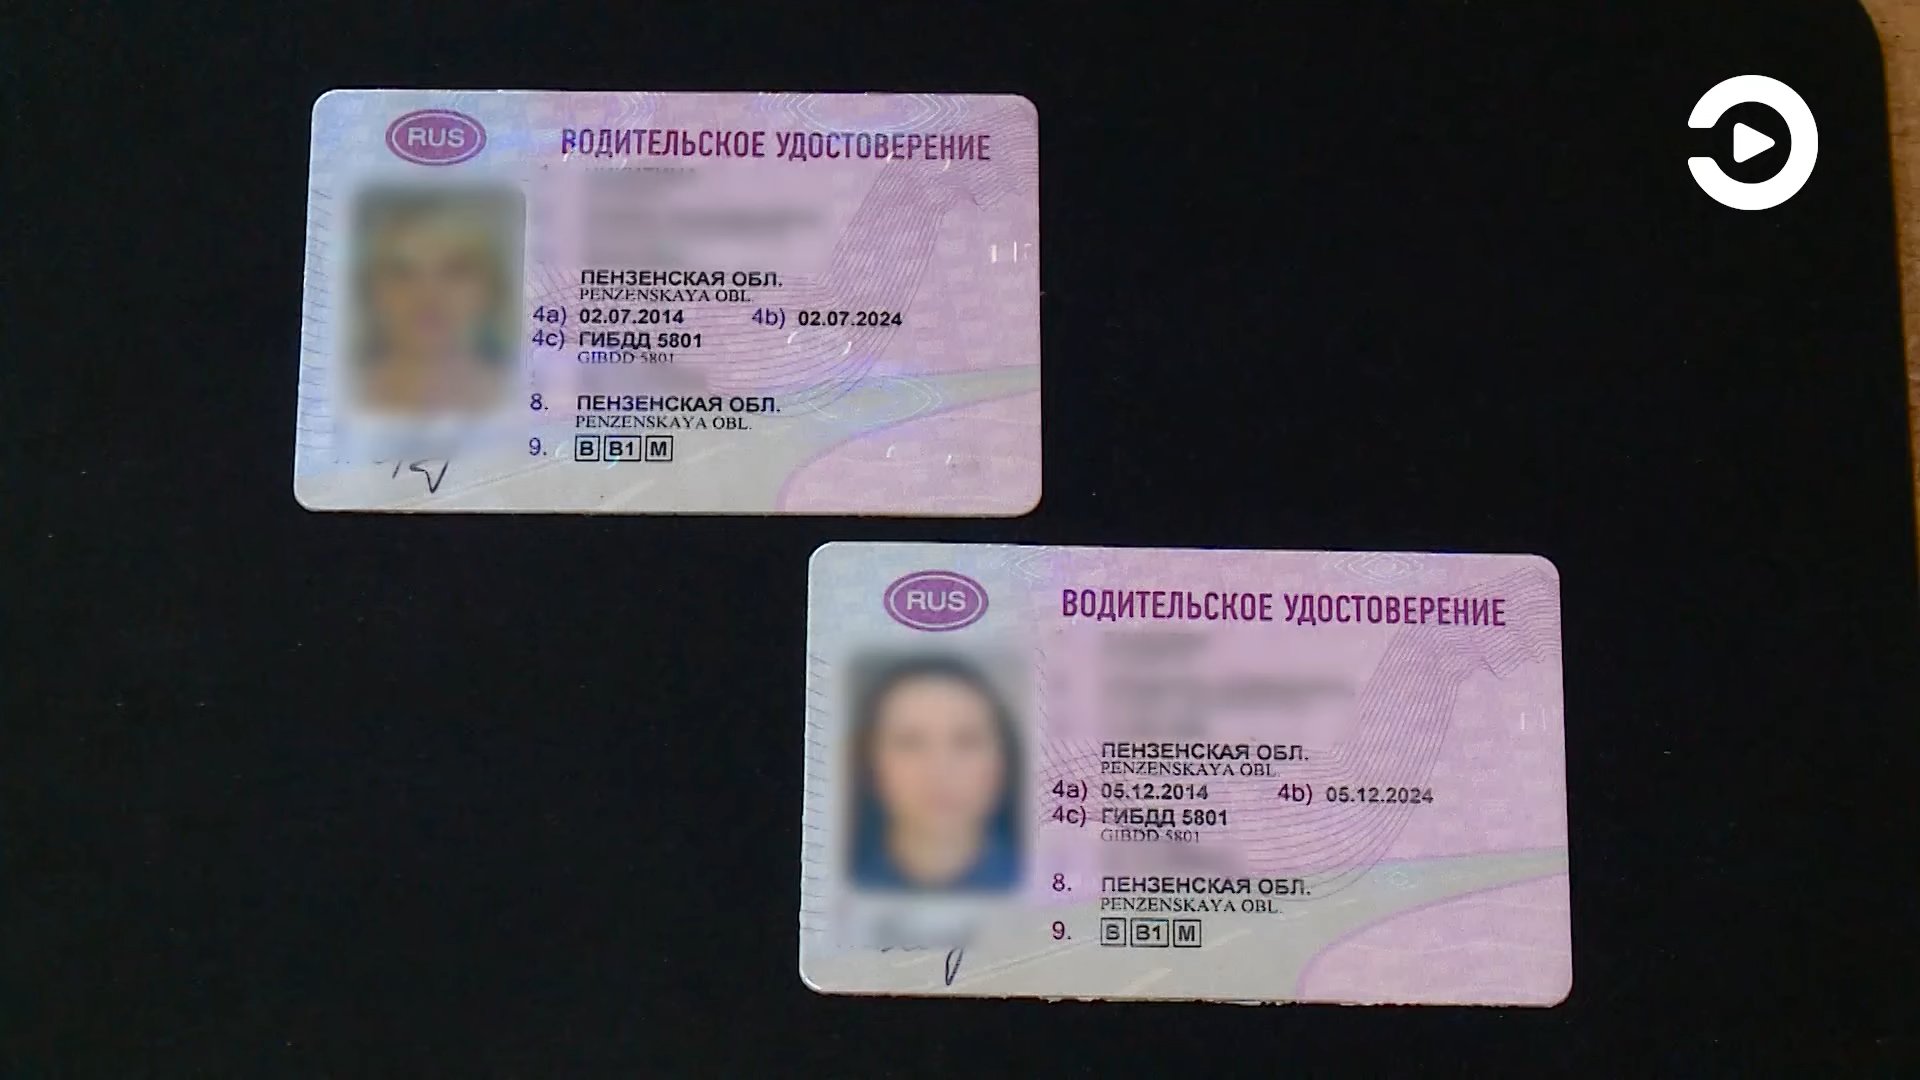 RUS
ВОДИТЕЛЬСКОЕ УДОСТОВЕРЕНИЕ
ПЕНЗЕНСКАЯ ОБЛ.
PENZENSKAYA OBL.
4a) 02.07.2014 4b) 02.07.2024
4c) ГИБДД 5801
GIBDD 5801
8. ПЕНЗЕНСКАЯ ОБЛ.
PENZENSKAYA OBL.
9. B B1 M
RUS
ВОДИТЕЛЬСКОЕ УДОСТОВЕРЕНИЕ
ПЕНЗЕНСКАЯ ОБЛ.
PENZENSKAYA OBL.
4a) 05.12.2014 4b) 05.12.2024
4c) ГИБДД 5801
GIBDD 5801
8. ПЕНЗЕНСКАЯ ОБЛ.
PENZENSKAYA OBL.
9. B B1 M